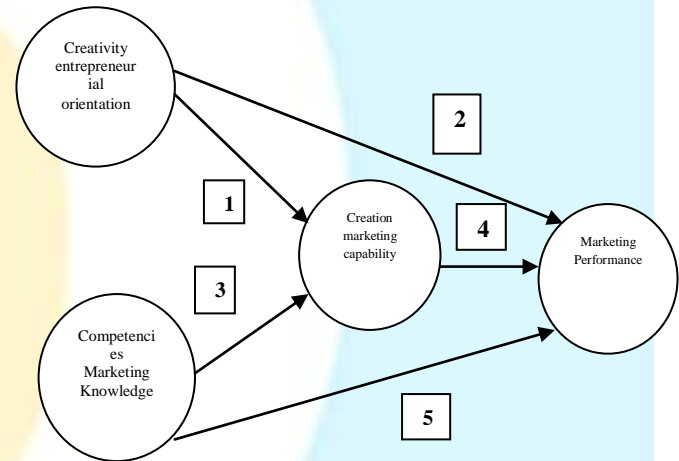 Creativity
entrepreneur
ial
orientation
2
1
Creation
marketing
capability
4
Marketing
Performance
3
Competenci
es
Marketing
Knowledge
5